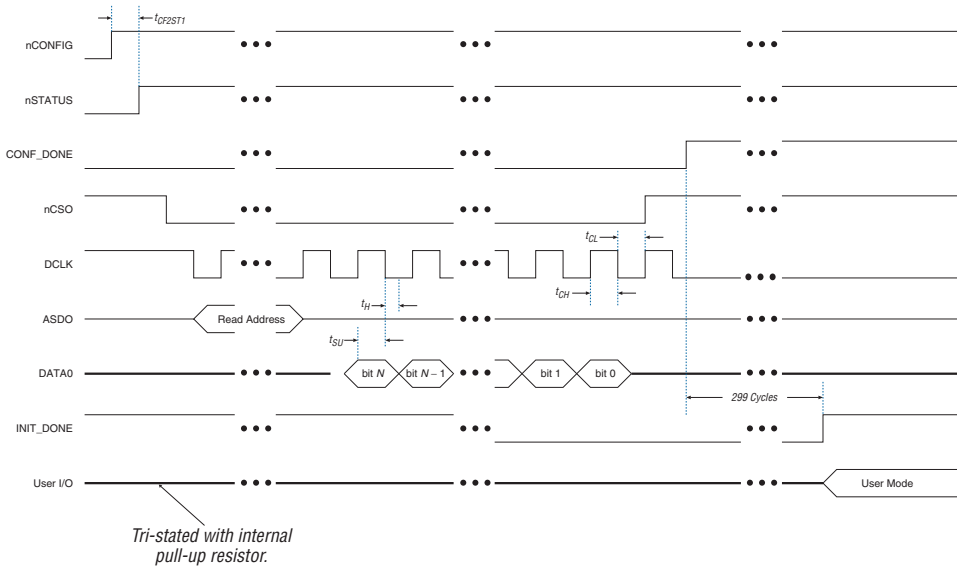 tCF2ST1
nCONFIG
nSTATUS
CONF_DONE
nCSO
tCL
DCLK
tCH
tH
ASDO
Read Address
tSU
DATA0
bit N
bit N – 1
bit 1
bit 0
299 Cycles
INIT_DONE
User I/O
User Mode
Tri-stated with internal
pull-up resistor.